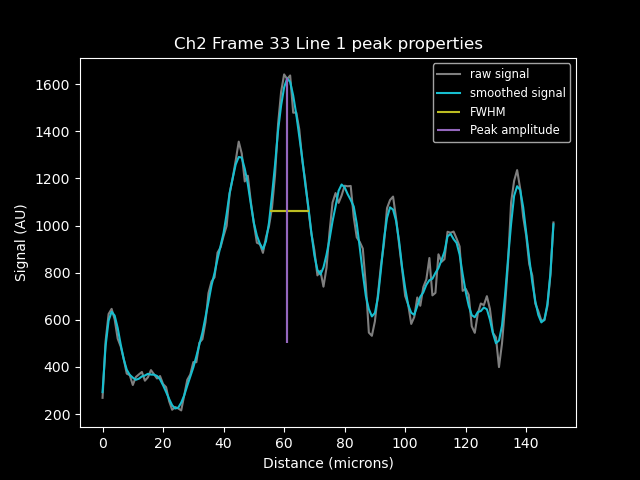 Ch2 Frame 33 Line 1 peak properties
raw signal
smoothed signal
FWHM
Peak amplitude
Signal (AU)
1600
1400
1200
1000
800
600
400
200
0 20 40 60 80 100 120 140
Distance (microns)